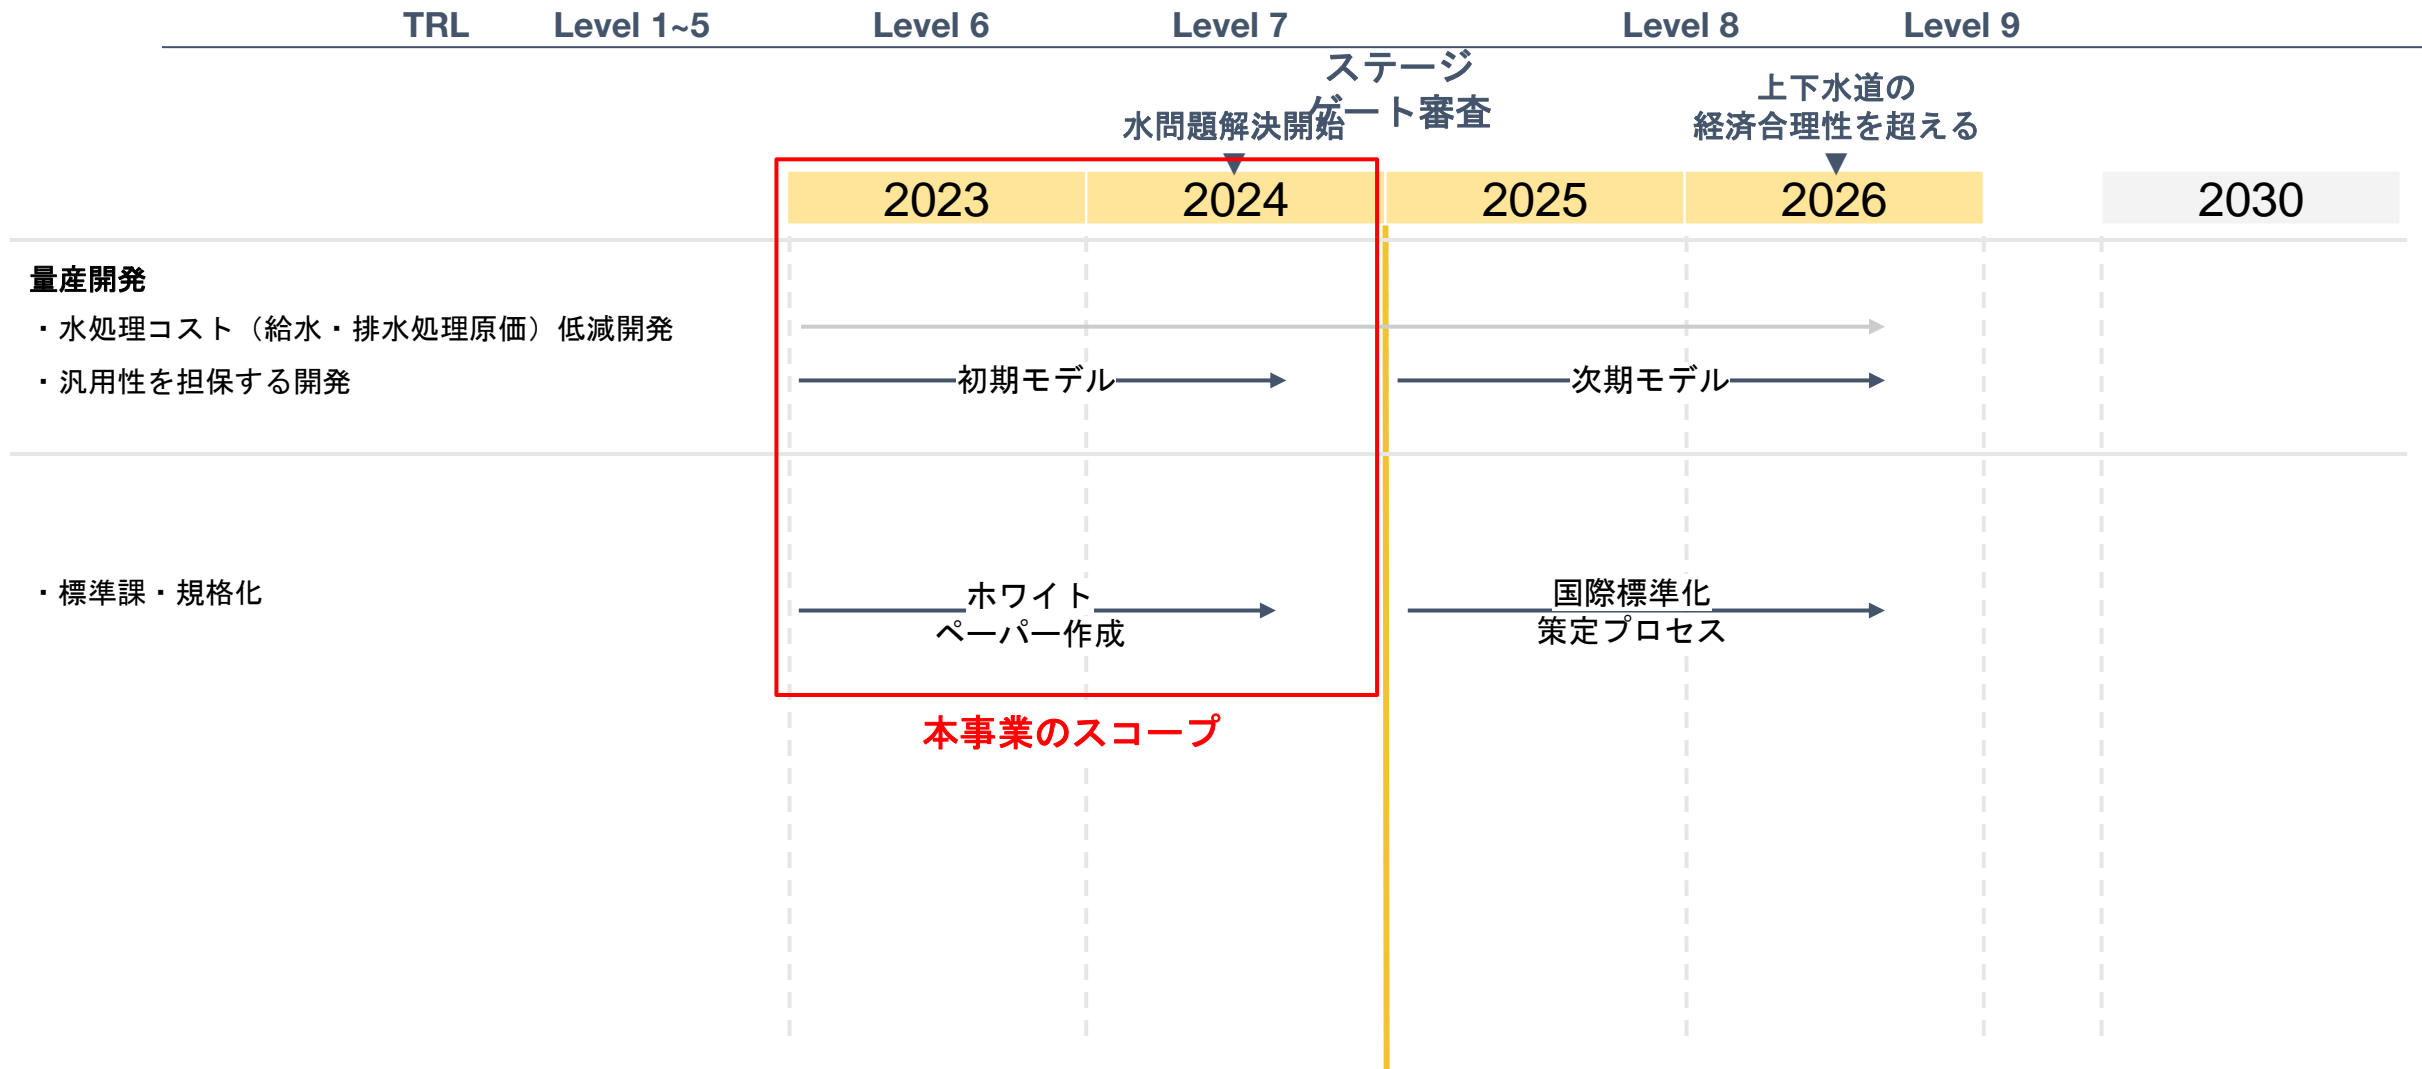 TRL Level 1~5 Level 6 Level 7 Level 8 Level 9
ステージ
ゲート審査
水問題解決開始
上下水道の
経済合理性を超える
2023 2024 2025 2026 2030
量産開発
・水処理コスト（給水・排水処理原価）低減開発
・汎用性を担保する開発
初期モデル
次期モデル
・標準課・規格化
ホワイト
ペーパー作成
国際標準化
策定プロセス
本事業のスコープ